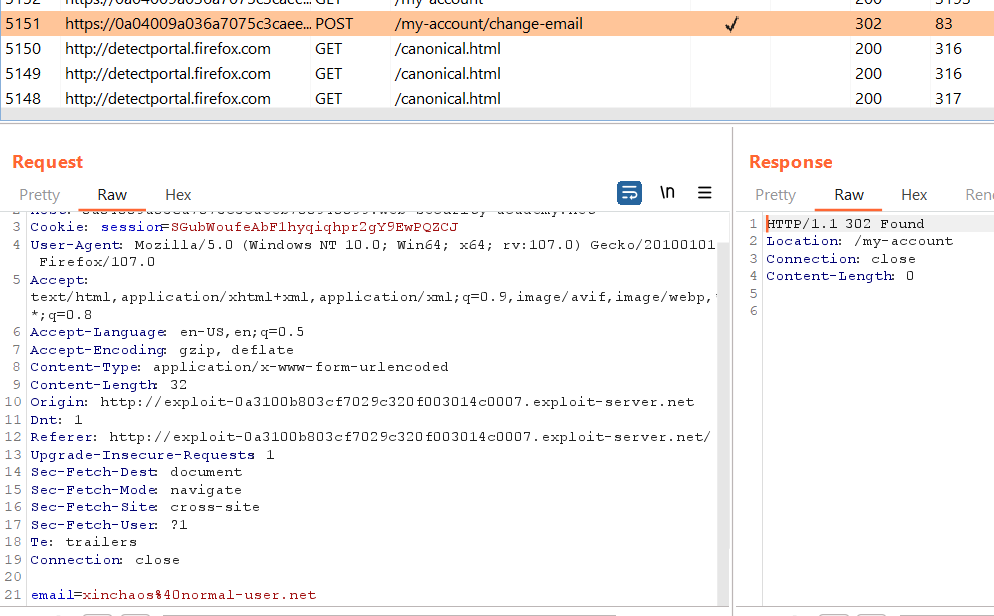 5151 https://0a04009a036a7075c3caee... POST /my-account/change-email ✓ 302 83
5150 http://detectportal.firefox.com GET /canonical.html 200 316
5149 http://detectportal.firefox.com GET /canonical.html 200 316
5148 http://detectportal.firefox.com GET /canonical.html 200 317
Request
Pretty Raw Hex \n
3 Cookie: session=SGubWoufeAbF1hyqiqhpr2gY9EwPQZCJ
4 User-Agent: Mozilla/5.0 (Windows NT 10.0; Win64; x64; rv:107.0) Gecko/20100101
Firefox/107.0
5 Accept:
text/html,application/xhtml+xml,application/xml;q=0.9,image/avif,image/webp,
*;q=0.8
6 Accept-Language: en-US,en;q=0.5
7 Accept-Encoding: gzip, deflate
8 Content-Type: application/x-www-form-urlencoded
9 Content-Length: 32
10 Origin: http://exploit-0a3100b803cf7029c320f003014c0007.exploit-server.net
11 Dnt: 1
12 Referer: http://exploit-0a3100b803cf7029c320f003014c0007.exploit-server.net/
13 Upgrade-Insecure-Requests: 1
14 Sec-Fetch-Dest: document
15 Sec-Fetch-Mode: navigate
16 Sec-Fetch-Site: cross-site
17 Sec-Fetch-User: ?1
18 Te: trailers
19 Connection: close
20
21 email=xinchaos%40normal-user.net
Response
Pretty Raw Hex
1 HTTP/1.1 302 Found
2 Location: /my-account
3 Connection: close
4 Content-Length: 0
5
6